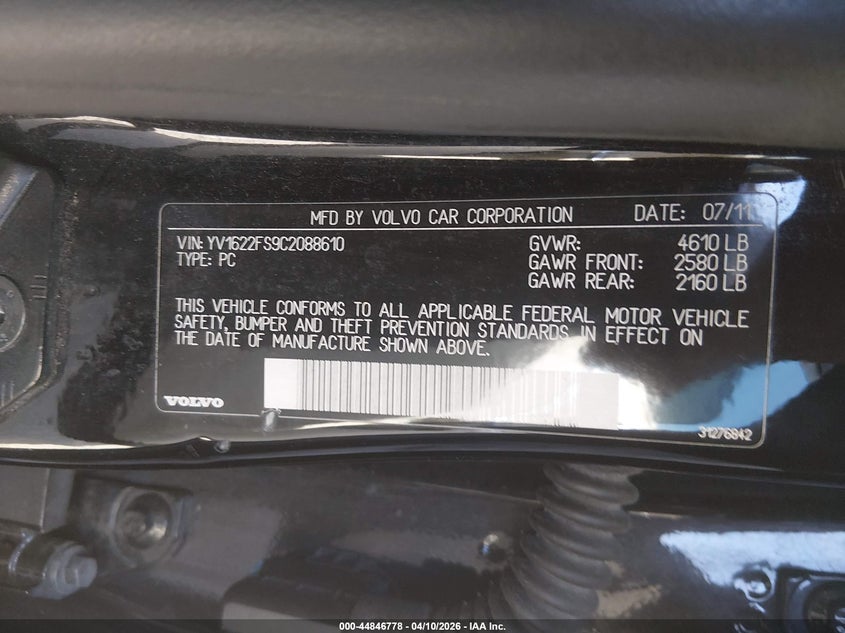 MFD BY VOLVO CAR CORPORATION DATE: 07/11
VIN: YV1622FS9C2088610 GVWR: 4610 LB
TYPE: PC GAWR FRONT: 2580 LB
GAWR REAR: 2160 LB
THIS VEHICLE CONFORMS TO ALL APPLICABLE FEDERAL MOTOR VEHICLE
SAFETY, BUMPER AND THEFT PREVENTION STANDARDS IN EFFECT ON
THE DATE OF MANUFACTURE SHOWN ABOVE.
VOLVO
31276842
000-44846778 - 04/10/2026 - IAA Inc.